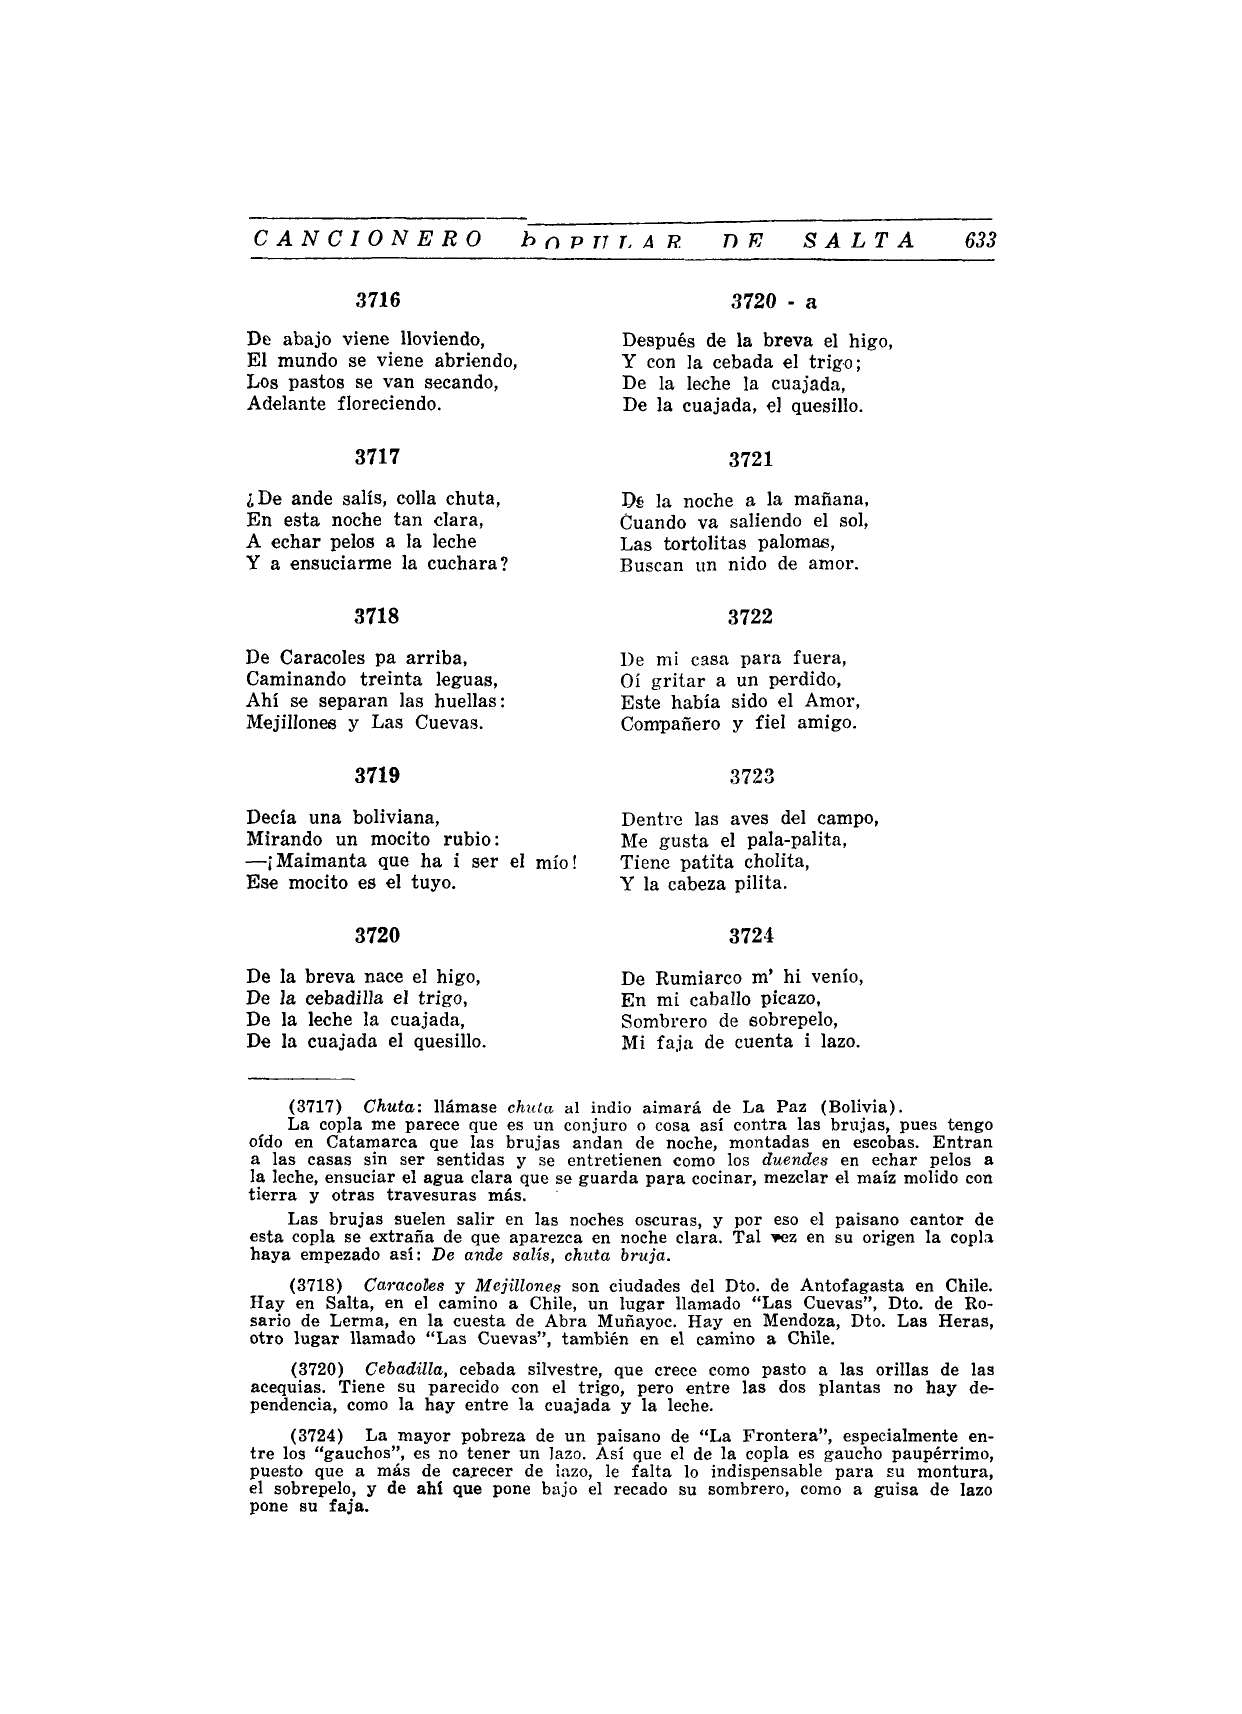 CANCIONERO POPULAR DE SALTA 633
3716
De abajo viene lloviendo,
El mundo se viene abriendo,
Los pastos se van secando,
Adelante floreciendo.
3717
¿De ande salís, colla chuta,
En esta noche tan clara,
A echar pelos a la leche
Y a ensuciarme la cuchara?
3718
De Caracoles pa arriba,
Caminando treinta leguas,
Ahí se separan las huellas:
Mejillones y Las Cuevas.
3719
Decía una boliviana,
Mirando un mocito rubio:
—¡Maimanta que ha i ser el mío!
Ese mocito es el tuyo.
3720
De la breva nace el higo,
De la cebadilla el trigo,
De la leche la cuajada,
De la cuajada el quesillo.
3720 - a
Después de la breva el higo,
Y con la cebada el trigo;
De la leche la cuajada,
De la cuajada, el quesillo.
3721
De la noche a la mañana,
Cuando va saliendo el sol,
Las tortolitas palomas,
Buscan un nido de amor.
3722
De mi casa para fuera,
Oí gritar a un perdido,
Este había sido el Amor,
Compañero y fiel amigo.
3723
Dentre las aves del campo,
Me gusta el pala-palita,
Tiene patita cholita,
Y la cabeza pilita.
3724
De Rumiarco m' hi venío,
En mi caballo picazo,
Sombrero de sobrepelo,
Mi faja de cuenta i lazo.
(3717) Chuta: llámase chuta al indio aimará de La Paz (Bolivia).
La copla me parece que es un conjuro o cosa así contra las brujas, pues tengo
oído en Catamarca que las brujas andan de noche, montadas en escobas. Entran
a las casas sin ser sentidas y se entretienen como los duendes en echar pelos a
la leche, ensuciar el agua clara que se guarda para cocinar, mezclar el maíz molido con
tierra y otras travesuras más.
Las brujas suelen salir en las noches oscuras, y por eso el paisano cantor de
esta copla se extraña de que aparezca en noche clara. Tal vez en su origen la copla
haya empezado así: De ande salís, chuta bruja.
(3718) Caracoles y Mejillones son ciudades del Dto. de Antofagasta en Chile.
Hay en Salta, en el camino a Chile, un lugar llamado “Las Cuevas”, Dto. de Ro-
sario de Lerma, en la cuesta de Abra Muñayoc. Hay en Mendoza, Dto. Las Heras,
otro lugar llamado “Las Cuevas”, también en el camino a Chile.
(3720) Cebadilla, cebada silvestre, que crece como pasto a las orillas de las
acequias. Tiene su parecido con el trigo, pero entre las dos plantas no hay de-
pendencia, como la hay entre la cuajada y la leche.
(3724) La mayor pobreza de un paisano de “La Frontera”, especialmente en-
tre los “gauchos”, es no tener un lazo. Así que el de la copla es gaucho paupérrimo,
puesto que a más de carecer de lazo, le falta lo indispensable para su montura,
el sobrepelo, y de ahí que pone bajo el recado su sombrero, como a guisa de lazo
pone su faja.